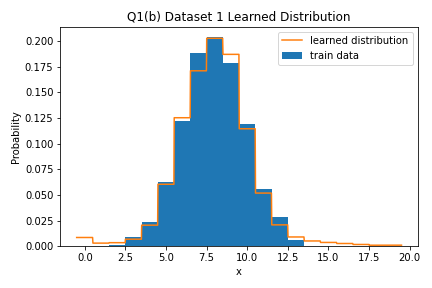 Q1(b) Dataset 1 Learned Distribution
learned distribution
train data
0.200
0.175
0.150
0.125
0.100
0.075
0.050
0.025
0.000
Probability
0.0 2.5 5.0 7.5 10.0 12.5 15.0 17.5 20.0
x